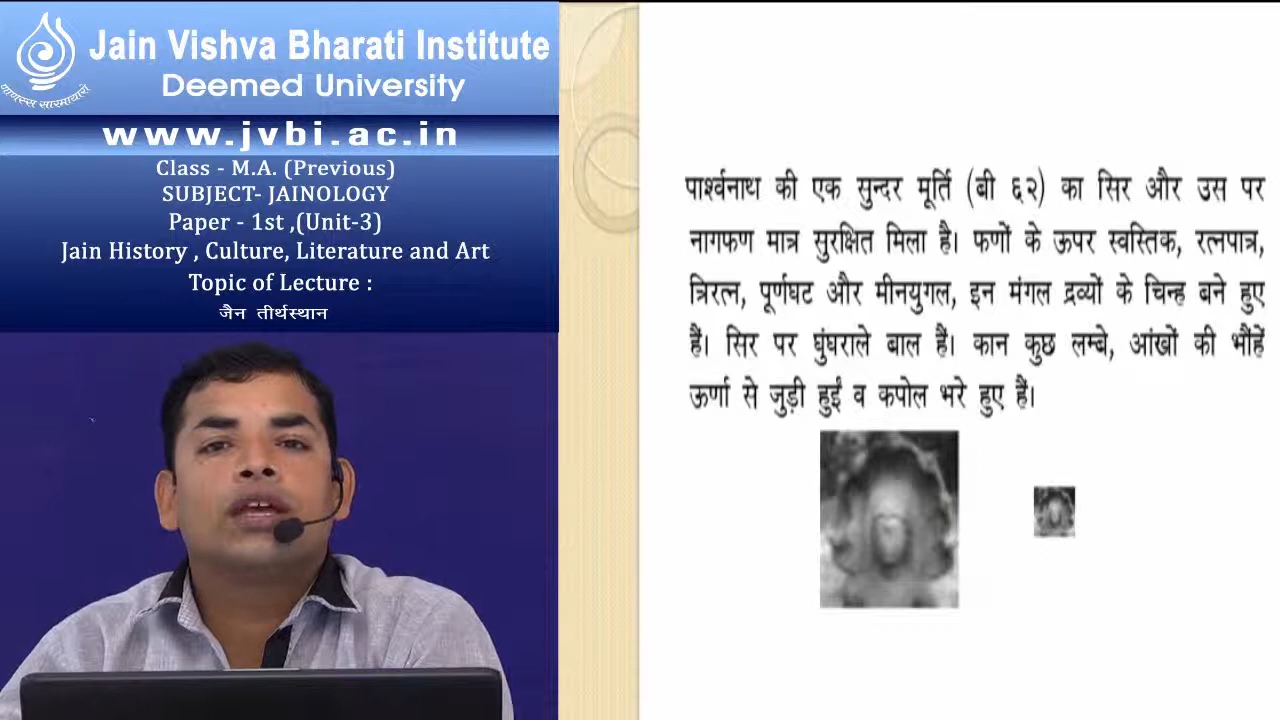 Jain Vishva Bharati Institute
Deemed University
णाणस्स सारमायारो
www.jvbi.ac.in
Class - M.A. (Previous)
SUBJECT- JAINOLOGY
Paper - 1st ,(Unit-3)
Jain History , Culture, Literature and Art
Topic of Lecture :
जैन तीर्थस्थान
पार्श्वनाथ की एक सुन्दर मूर्ति (बी ६२) का सिर और उस पर
नागफण मात्र सुरक्षित मिला है। फणों के ऊपर स्वस्तिक, रत्नपात्र,
त्रिरत्न, पूर्णघट और मीनयुगल, इन मंगल द्रव्यों के चिन्ह बने हुए
हैं। सिर पर घुंघराले बाल हैं। कान कुछ लम्बे, आंखों की भौंहें
ऊर्णा से जुड़ी हुईं व कपोल भरे हुए हैं।